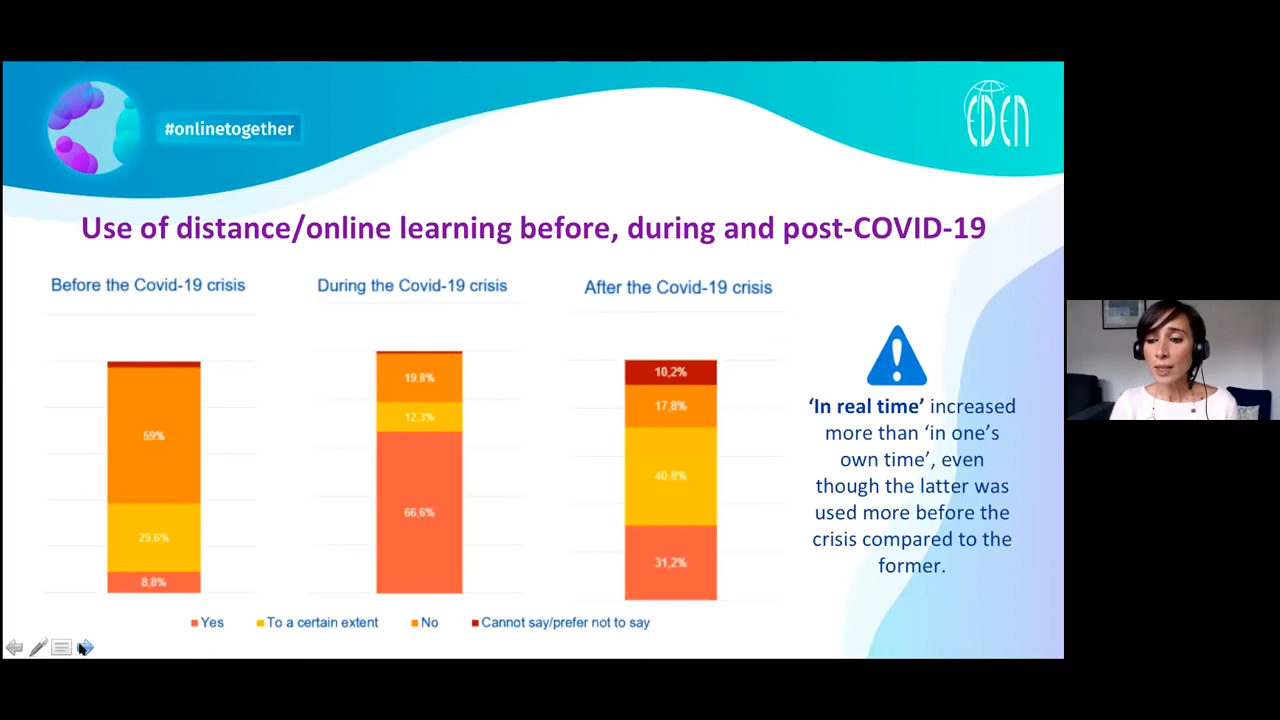 #onlinetogether
EDEN
Use of distance/online learning before, during and post-COVID-19
Before the Covid-19 crisis
During the Covid-19 crisis
After the Covid-19 crisis
59%
29,6%
8,8%
19,8%
12,3%
66,6%
10,2%
17,8%
40,8%
31,2%
Yes
To a certain extent
No
Cannot say/prefer not to say
‘In real time’ increased
more than ‘in one’s
own time’, even
though the latter was
used more before the
crisis compared to the
former.